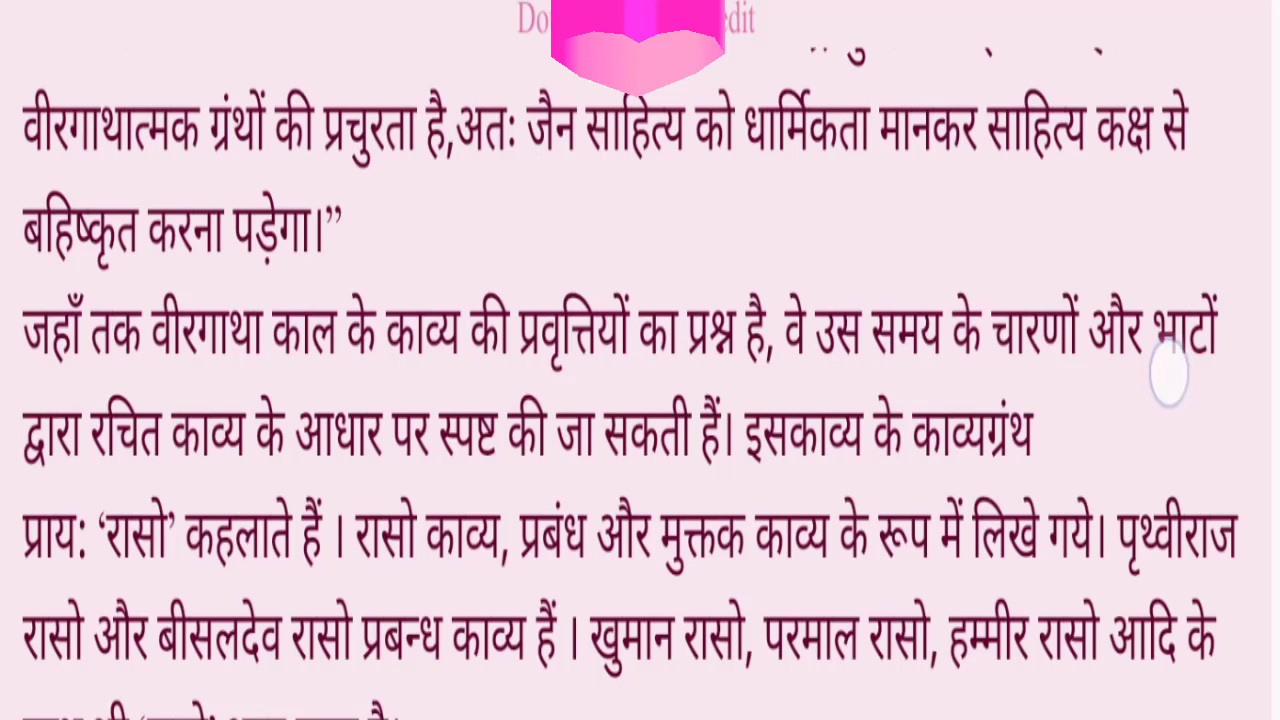 वीरगाथात्मक ग्रंथों की प्रचुरता है,अतः जैन साहित्य को धार्मिकता मानकर साहित्य कक्ष से
बहिष्कृत करना पड़ेगा।”
जहाँ तक वीरगाथा काल के काव्य की प्रवृत्तियों का प्रश्न है, वे उस समय के चारणों और भाटों
द्वारा रचित काव्य के आधार पर स्पष्ट की जा सकती हैं। इसकाव्य के काव्यग्रंथ
प्राय: ‘रासो’ कहलाते हैं । रासो काव्य, प्रबंध और मुक्तक काव्य के रूप में लिखे गये। पृथ्वीराज
रासो और बीसलदेव रासो प्रबन्ध काव्य हैं । खुमान रासो, परमाल रासो, हम्मीर रासो आदि के